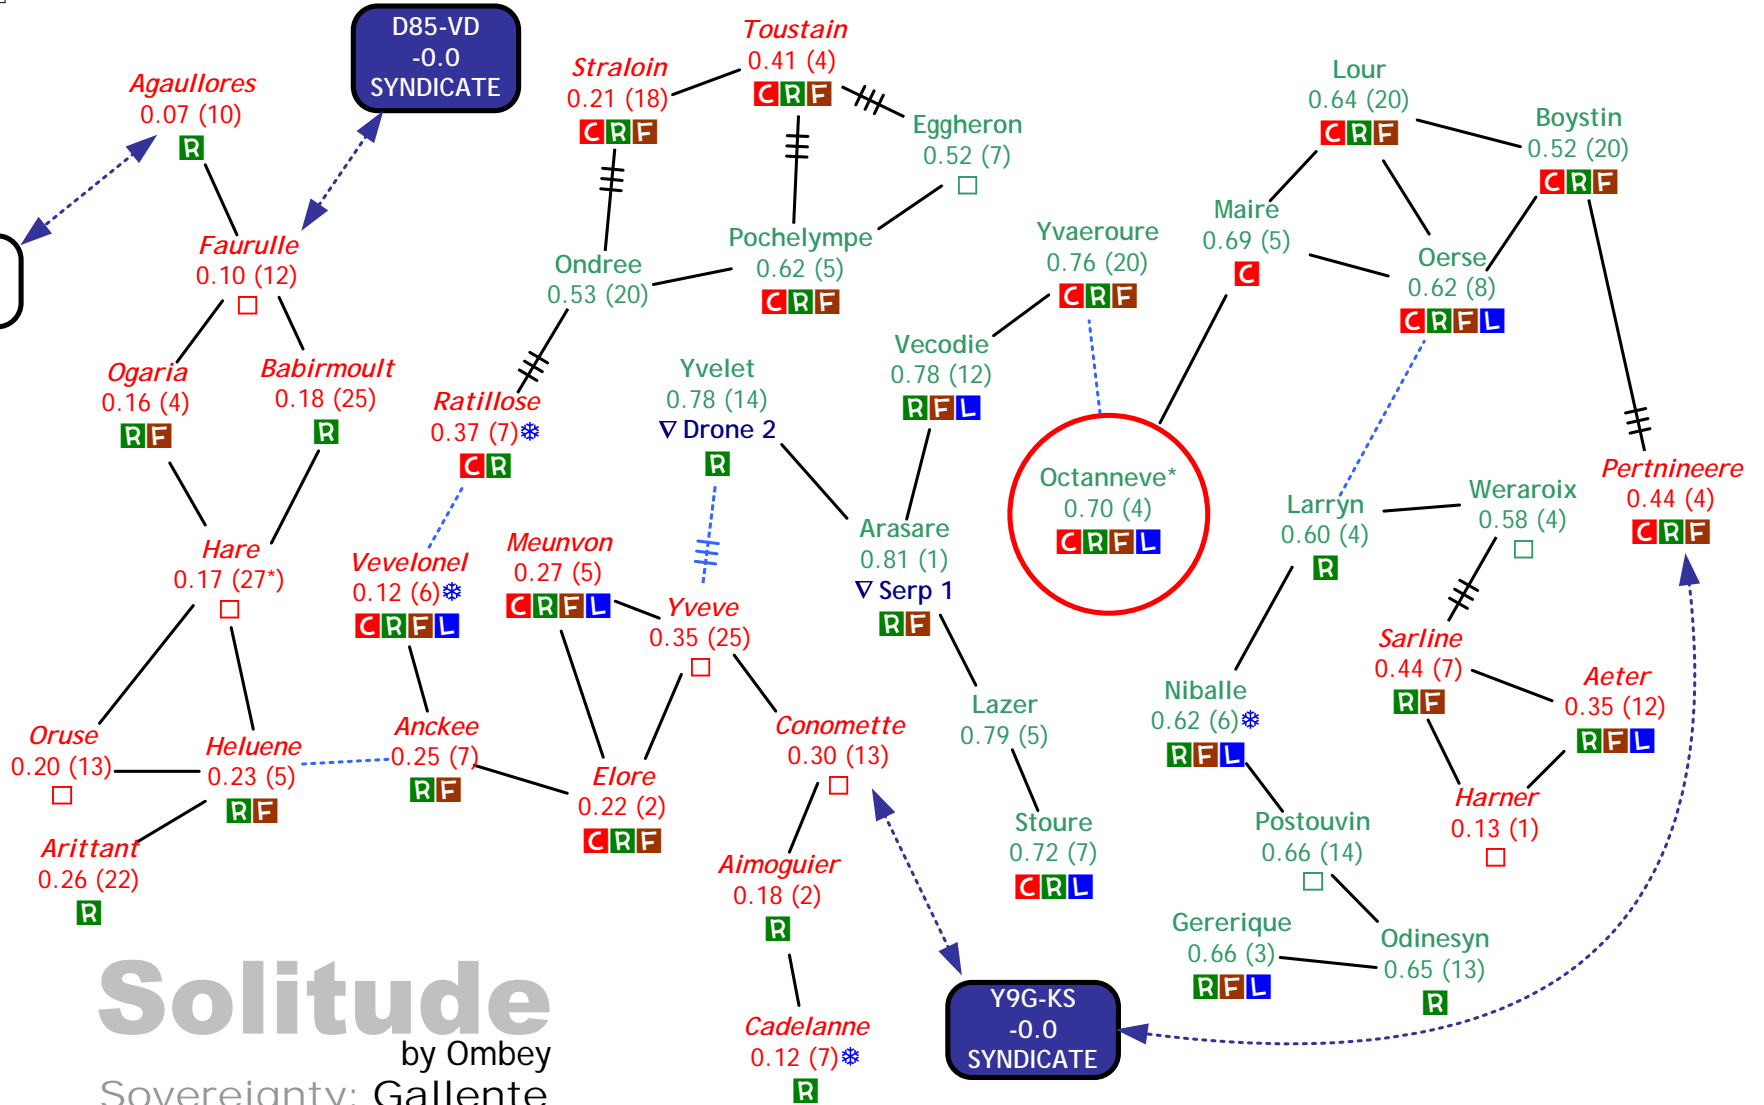 D85-VD
-0.0
SYNDICATE
Agaullores
0.07 (10)
R
Straloin
0.21 (18)
C R F
Toustain
0.41 (4)
C R F
Eggheron
0.52 (7)
Lour
0.64 (20)
C R F
Boystin
0.52 (20)
C R F
Faurulle
0.10 (12)
Ondree
0.53 (20)
Pochelympe
0.62 (5)
C R F
Yvaeroure
0.76 (20)
C R F
Maire
0.69 (5)
C
Oerse
0.62 (8)
C R F L
Ogaria
0.16 (4)
R F
Babirmoult
0.18 (25)
R
Ratillose
0.37 (7)❄
C R
Yvelet
0.78 (14)
∇ Drone 2
R
Vecodie
0.78 (12)
R F L
Octanneve*
0.70 (4)
C R F L
Larryn
0.60 (4)
R
Weraroix
0.58 (4)
Pertnineere
0.44 (4)
C R F
Hare
0.17 (27*)
Vevelonel
0.12 (6)❄
C R F L
Meunvon
0.27 (5)
C R F L
Yveve
0.35 (25)
Arasare
0.81 (1)
∇ Serp 1
R F
Sarline
0.44 (7)
R F
Aeter
0.35 (12)
R F L
Oruse
0.20 (13)
Heluene
0.23 (5)
R F
Anckee
0.25 (7)
R F
Elore
0.22 (2)
C R F
Conomette
0.30 (13)
Lazer
0.79 (5)
Niballe
0.62 (6)❄
R F L
Harner
0.13 (1)
Arittant
0.26 (22)
R
Aimoguier
0.18 (2)
R
Stoure
0.72 (7)
C R L
Postouvin
0.66 (14)
Gererique
0.66 (3)
R F L
Odinesyn
0.65 (13)
R
Cadelanne
0.12 (7)❄
R
Y9G-KS
-0.0
SYNDICATE
Solitude
by Ombey
Sovereignty: Gallente